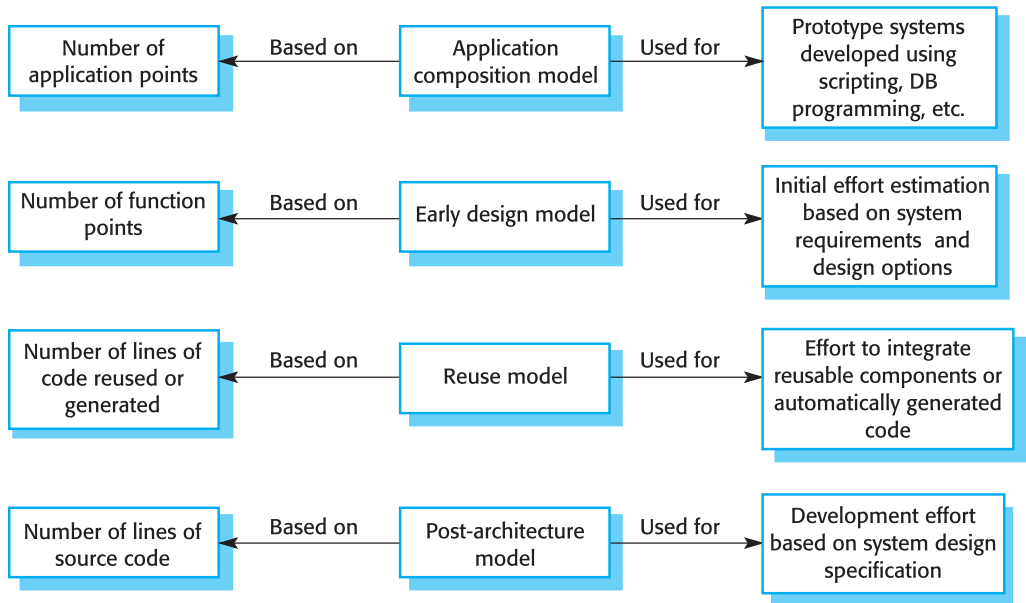 Number of
application points
Based on
Application
composition model
Used for
Prototype systems
developed using
scripting, DB
programming, etc.
Number of function
points
Based on
Early design model
Used for
Initial effort estimation
based on system
requirements and
design options
Number of lines of
code reused or
generated
Based on
Reuse model
Used for
Effort to integrate
reusable components or
automatically generated
code
Number of lines of
source code
Based on
Post-architecture
model
Used for
Development effort
based on system design
specification